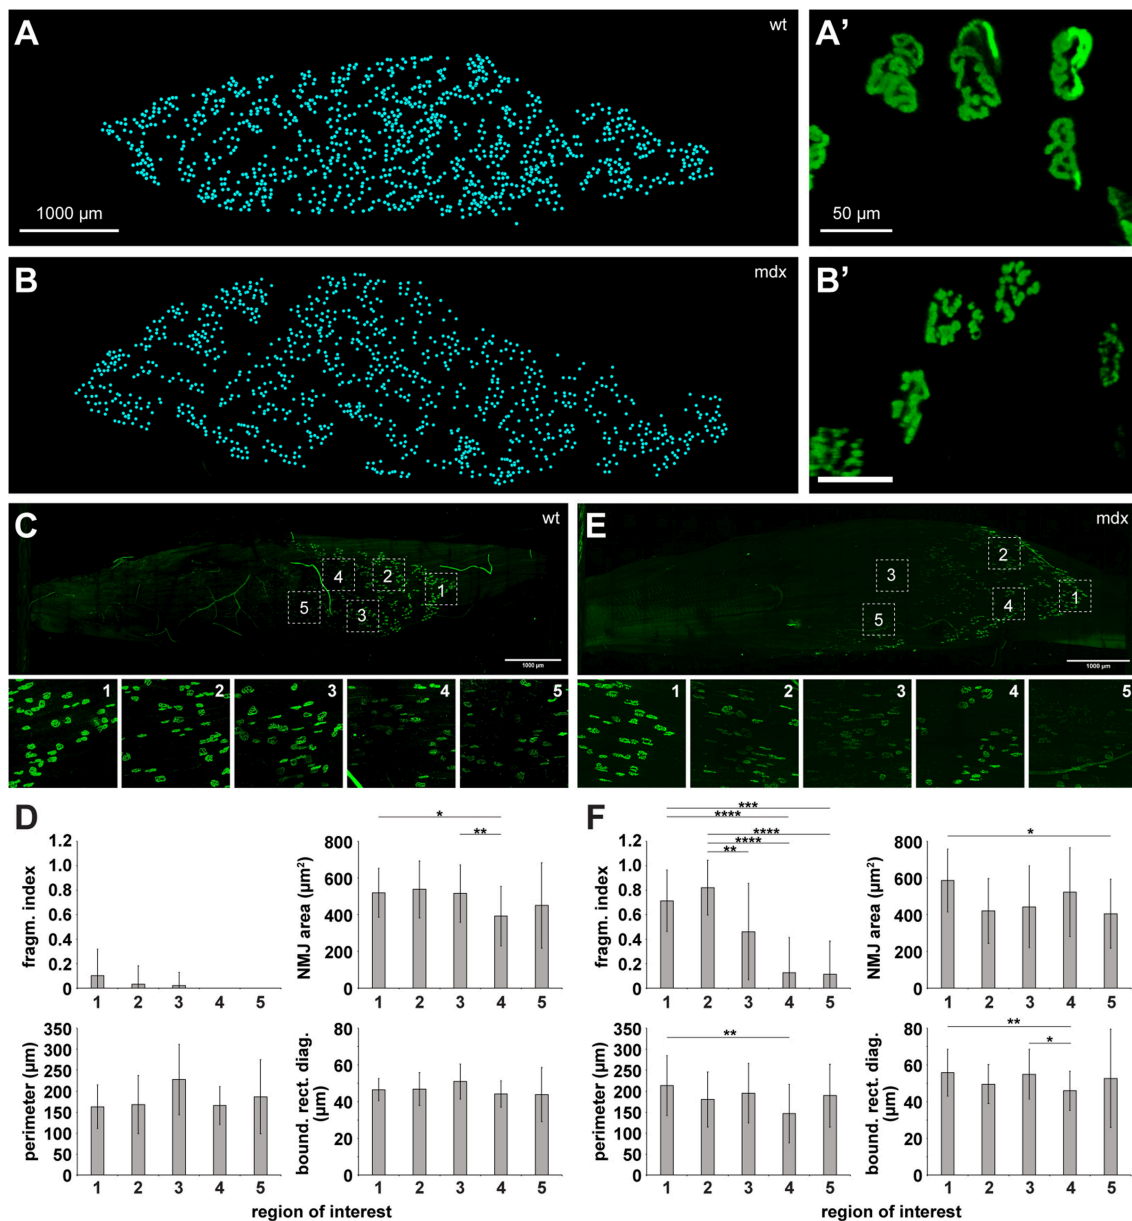 A
wt
1000 µm
A’
50 µm
B
mdx
B’
C
wt
4 2 1
5 3
1000 µm
E
mdx
2
3
4 1
5
1000 µm
1 2 3 4 5
1 2 3 4 5
D
fragm. index
1.2
1.0
0.8
0.6
0.4
0.2
0
1 2 3 4 5
NMJ area (µm²)
800
600
400
200
0
* 
**
1 2 3 4 5
perimeter (µm)
350
300
250
200
150
100
50
0
1 2 3 4 5
bound. rect. diag.
(µm)
80
60
40
20
0
1 2 3 4 5
region of interest
F
fragm. index
1.2
1.0
0.8
0.6
0.4
0.2
0
***
****
****
****
**
1 2 3 4 5
NMJ area (µm²)
800
600
400
200
0
*
1 2 3 4 5
perimeter (µm)
350
300
250
200
150
100
50
0
**
1 2 3 4 5
bound. rect. diag.
(µm)
80
60
40
20
0
**
*
1 2 3 4 5
region of interest